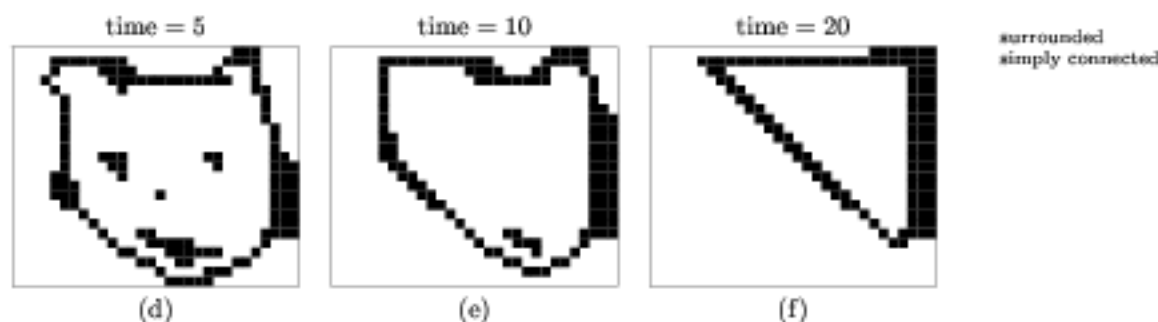 time = 5
time = 10
time = 20
surrounded
simply connected
(d)
(e)
(f)